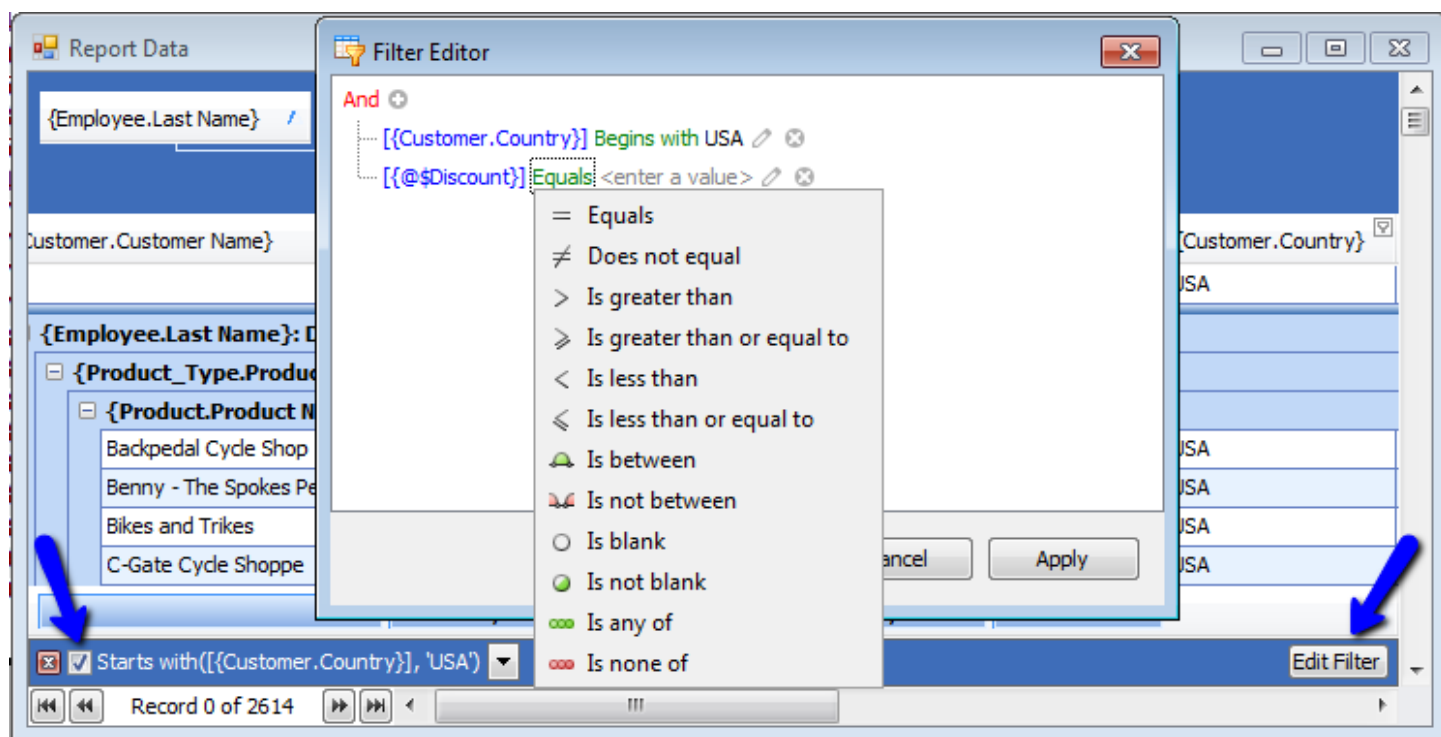 Report Data
Filter Editor
{Employee.Last Name} /
And
[{Customer.Country}] Begins with USA
[{@$Discount}] Equals <enter a value>
= Equals
≠ Does not equal
> Is greater than
⩾ Is greater than or equal to
< Is less than
⩽ Is less than or equal to
Is between
Is not between
Is blank
Is not blank
Is any of
Is none of
ustomer.Customer Name}
{Customer.Country}
USA
{Employee.Last Name}: D
{Product_Type.Produc
{Product.Product N
Backpedal Cycle Shop
USA
Benny - The Spokes Pe
USA
Bikes and Trikes
USA
C-Gate Cycle Shoppe
USA
ancel
Apply
Starts with([{Customer.Country}], 'USA')
Edit Filter
Record 0 of 2614